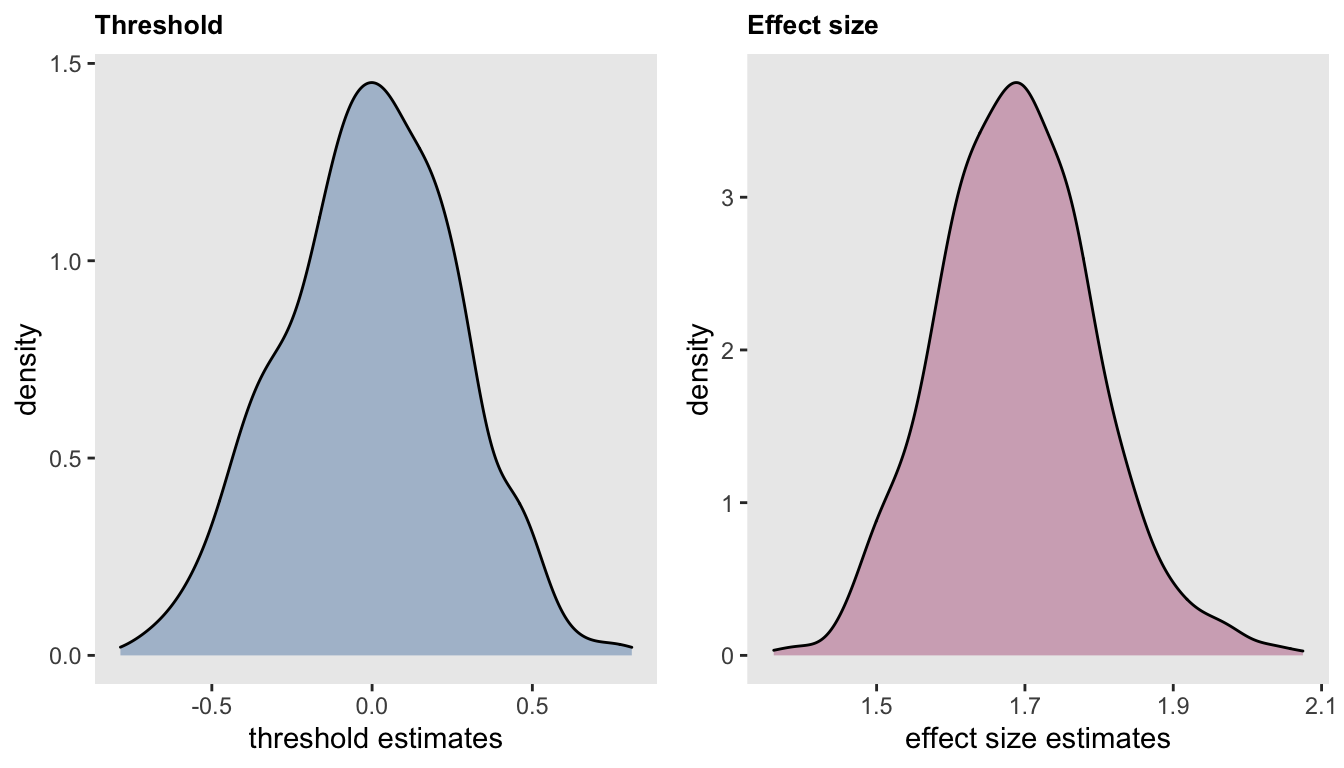 Threshold
1.5
1.0
0.5
0.0
density
-0.5
0.0
0.5
threshold estimates
Effect size
3
2
1
0
density
1.5
1.7
1.9
2.1
effect size estimates